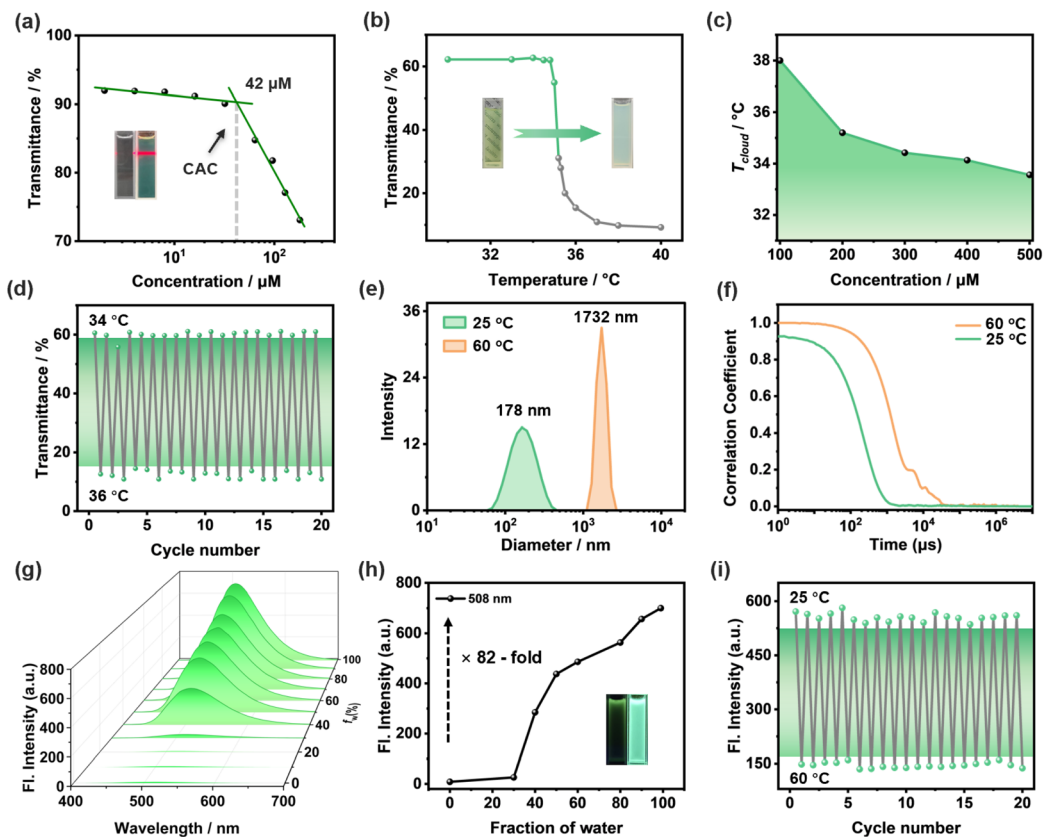 (a)
100
90
80
70
Transmittance / %
42 μM
CAC
10¹
10²
Concentration / μM
(b)
60
40
20
0
Transmittance / %
32
36
40
Temperature / °C
(c)
38
36
34
32
T_cloud / °C
100
200
300
400
500
Concentration / μM
(d)
80
60
40
20
0
Transmittance / %
34 °C
36 °C
0
5
10
15
20
Cycle number
(e)
36
24
12
0
Intensity
25 °C
60 °C
178 nm
1732 nm
10¹
10²
10³
10⁴
Diameter / nm
(f)
1.0
0.8
0.6
0.4
0.2
0.0
Correlation Coefficient
60 °C
25 °C
10⁰
10²
10⁴
10⁶
Time (μs)
(g)
800
700
600
500
400
300
200
100
0
Fl. Intensity (a.u.)
400
500
600
700
Wavelength / nm
100
80
60
40
20
0
f_w(%)
(h)
800
600
400
200
0
Fl. Intensity (a.u.)
508 nm
× 82 - fold
0
20
40
60
80
100
Fraction of water
(i)
600
450
300
150
Fl. Intensity (a.u.)
25 °C
60 °C
0
5
10
15
20
Cycle number